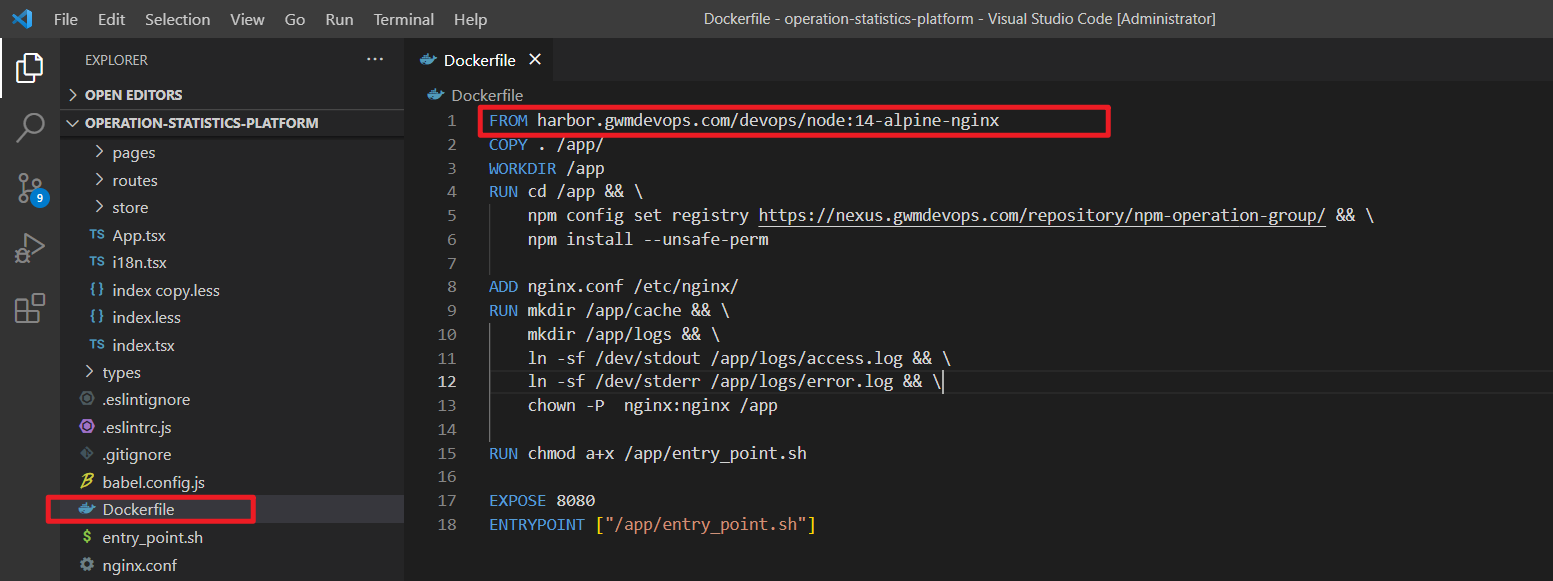 File Edit Selection View Go Run Terminal Help
Dockerfile - operation-statistics-platform - Visual Studio Code [Administrator]
EXPLORER ···
OPEN EDITORS
OPERATION-STATISTICS-PLATFORM
pages
routes
store
TS App.tsx
TS i18n.tsx
{} index copy.less
{} index.less
TS index.tsx
types
.eslintignore
.eslintrc.js
.gitignore
babel.config.js
Dockerfile
$ entry_point.sh
nginx.conf
9
Dockerfile
Dockerfile
1 FROM harbor.gwmdevops.com/devops/node:14-alpine-nginx
2 COPY . /app/
3 WORKDIR /app
4 RUN cd /app && \
5 npm config set registry https://nexus.gwmdevops.com/repository/npm-operation-group/ && \
6 npm install --unsafe-perm
7
8 ADD nginx.conf /etc/nginx/
9 RUN mkdir /app/cache && \
10 mkdir /app/logs && \
11 ln -sf /dev/stdout /app/logs/access.log && \
12 ln -sf /dev/stderr /app/logs/error.log && \
13 chown -P  nginx:nginx /app
14
15 RUN chmod a+x /app/entry_point.sh
16
17 EXPOSE 8080
18 ENTRYPOINT ["/app/entry_point.sh"]